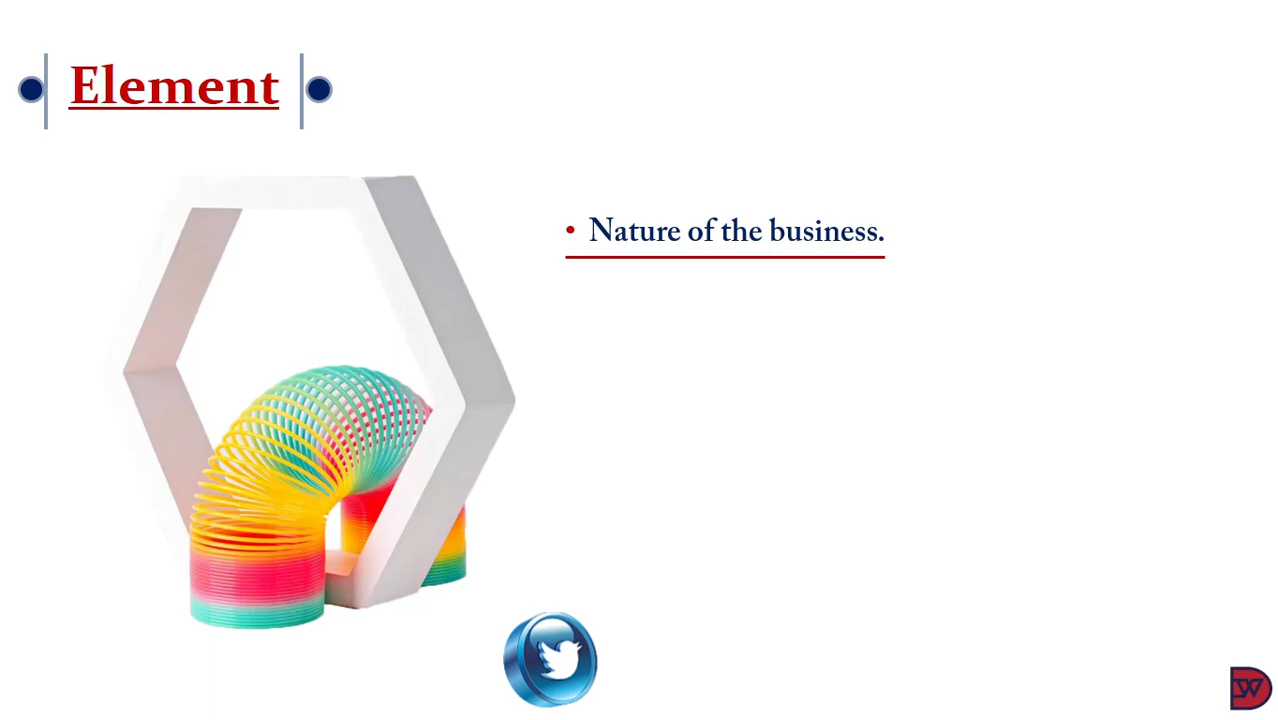 Element
• Nature of the business.